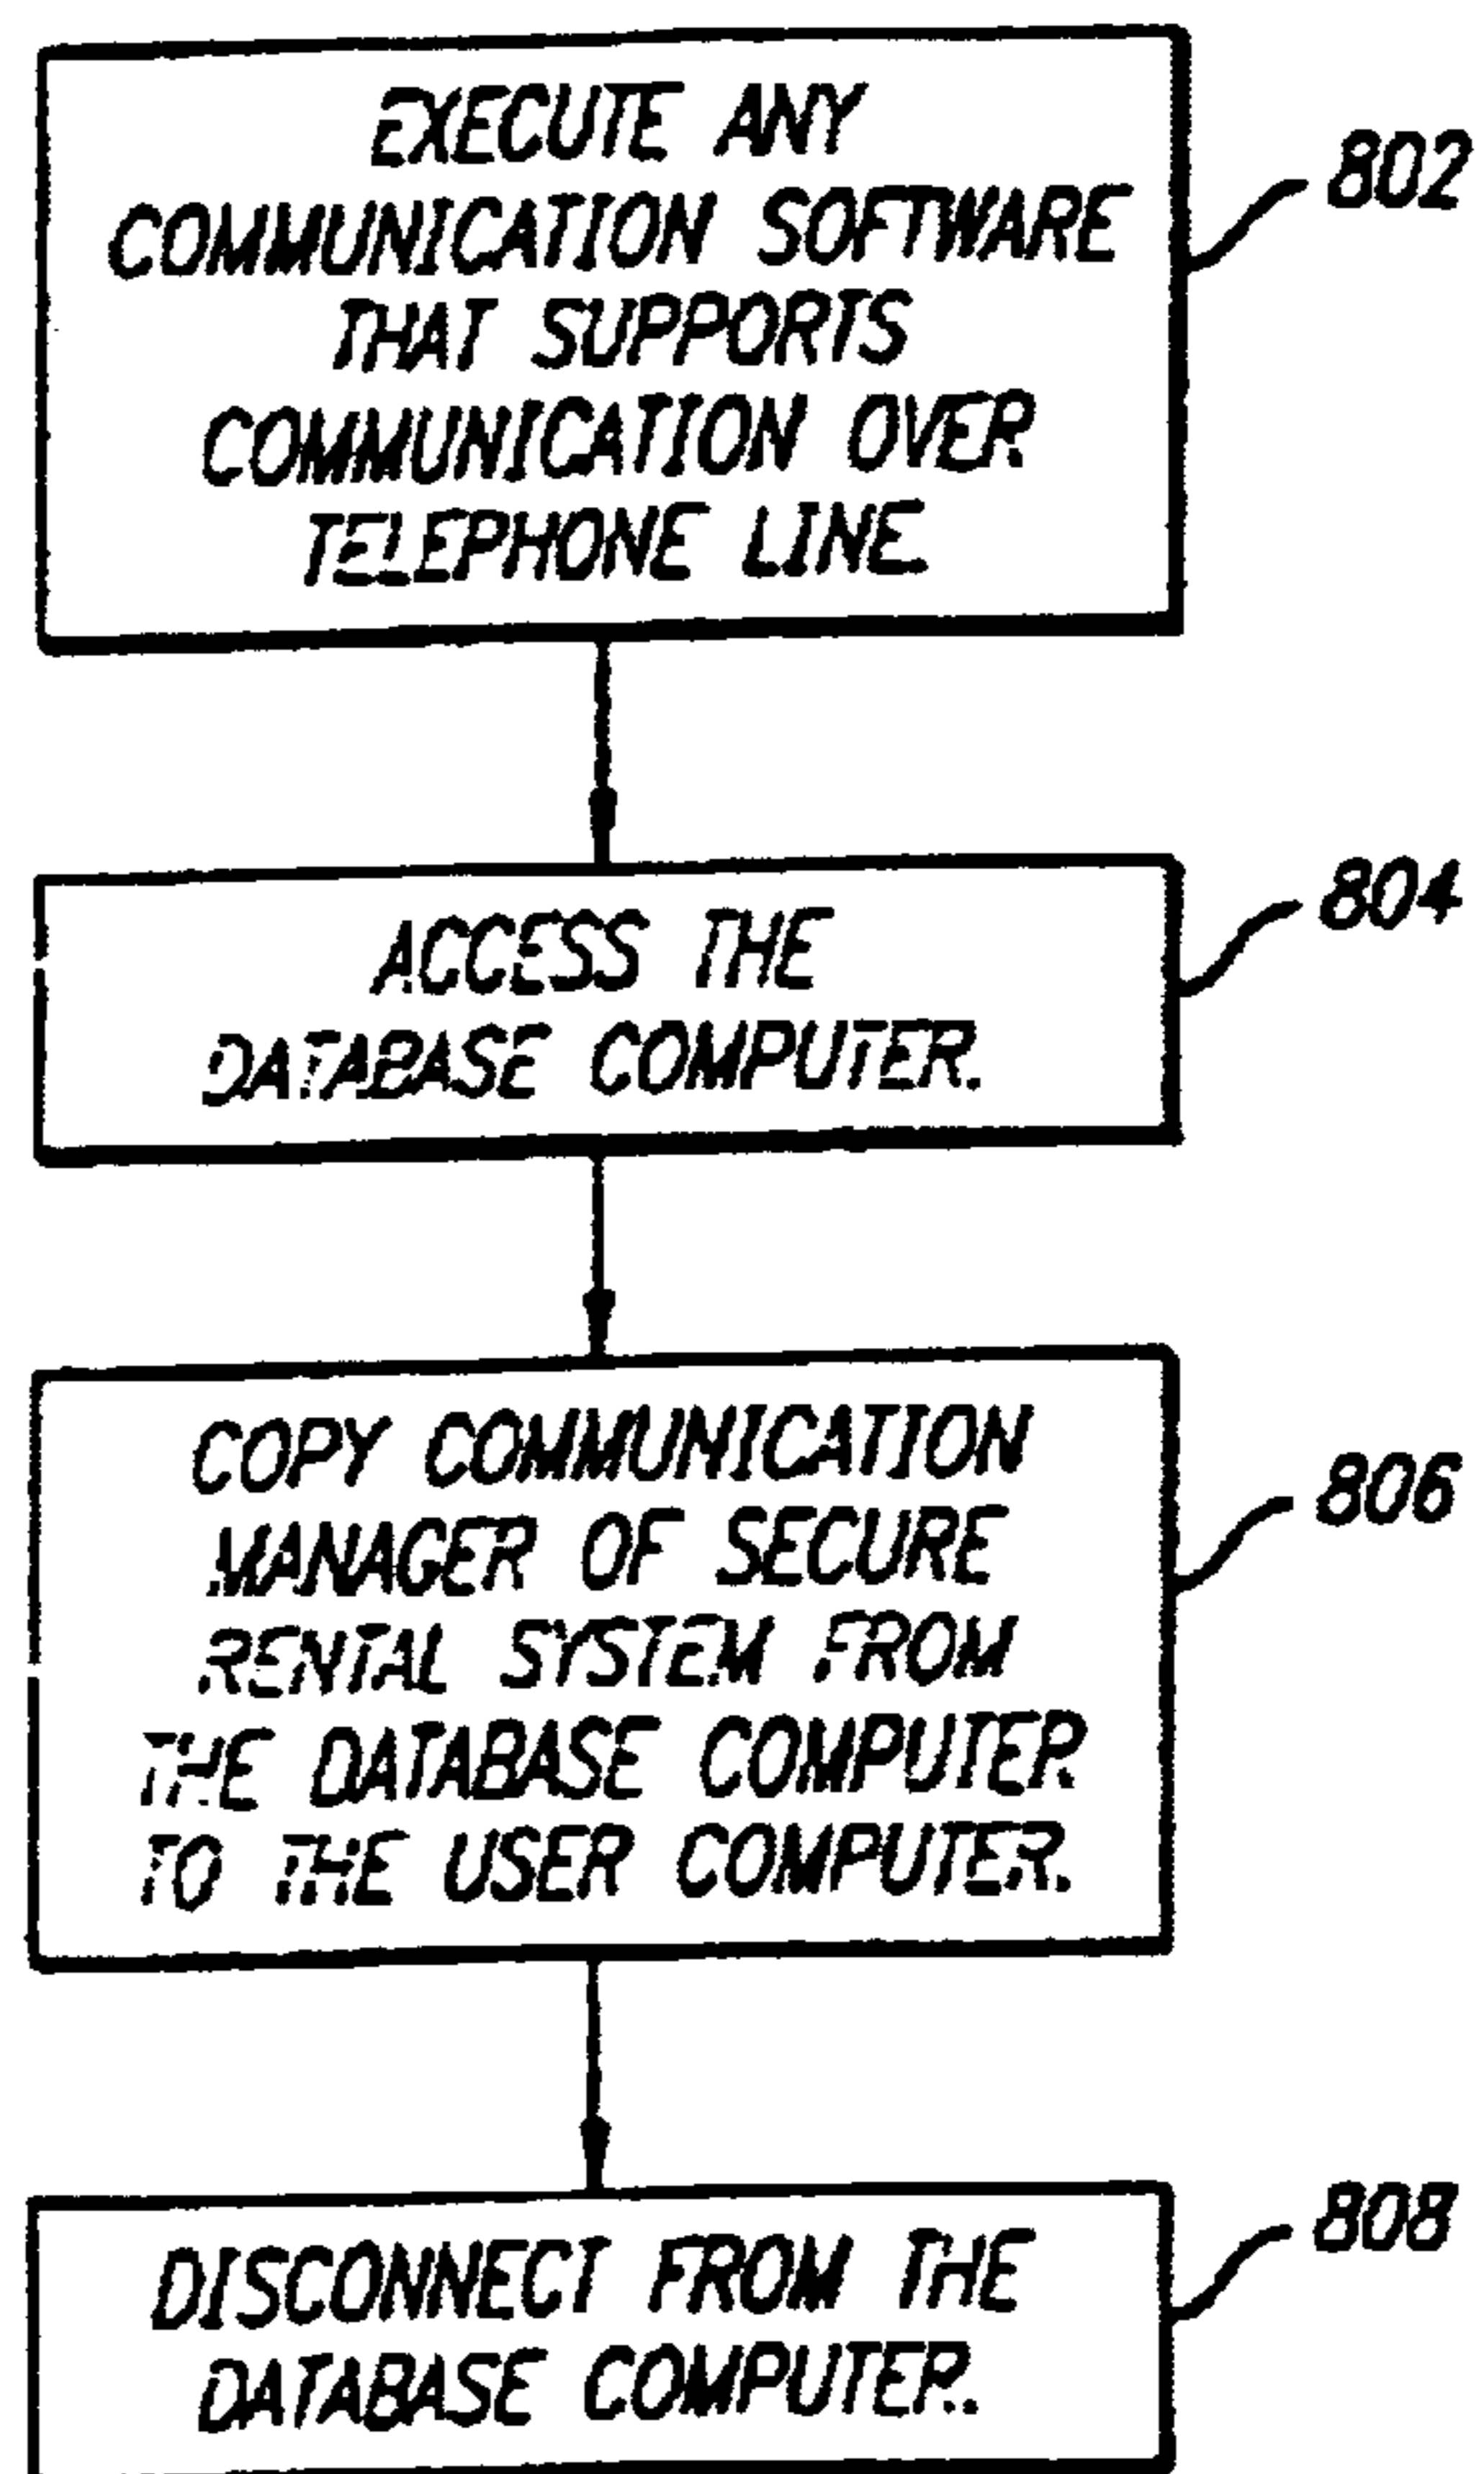 EXECUTE ANY
COMMUNICATION SOFTWARE
THAT SUPPORTS
COMMUNICATION OVER
TELEPHONE LINE.
802
ACCESS THE
DATABASE COMPUTER.
804
COPY COMMUNICATION
MANAGER OF SECURE
RENTAL SYSTEM FROM
THE DATABASE COMPUTER
TO THE USER COMPUTER.
806
DISCONNECT FROM THE
DATABASE COMPUTER.
808